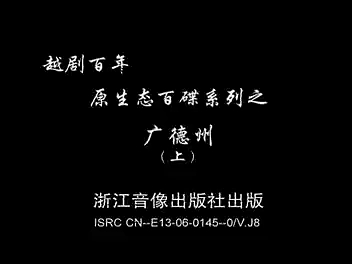 越剧百年
原生态百碟系列之
广德州
（上）
浙江音像出版社出版
ISRC CN--E13-06-0145--0/V.J8